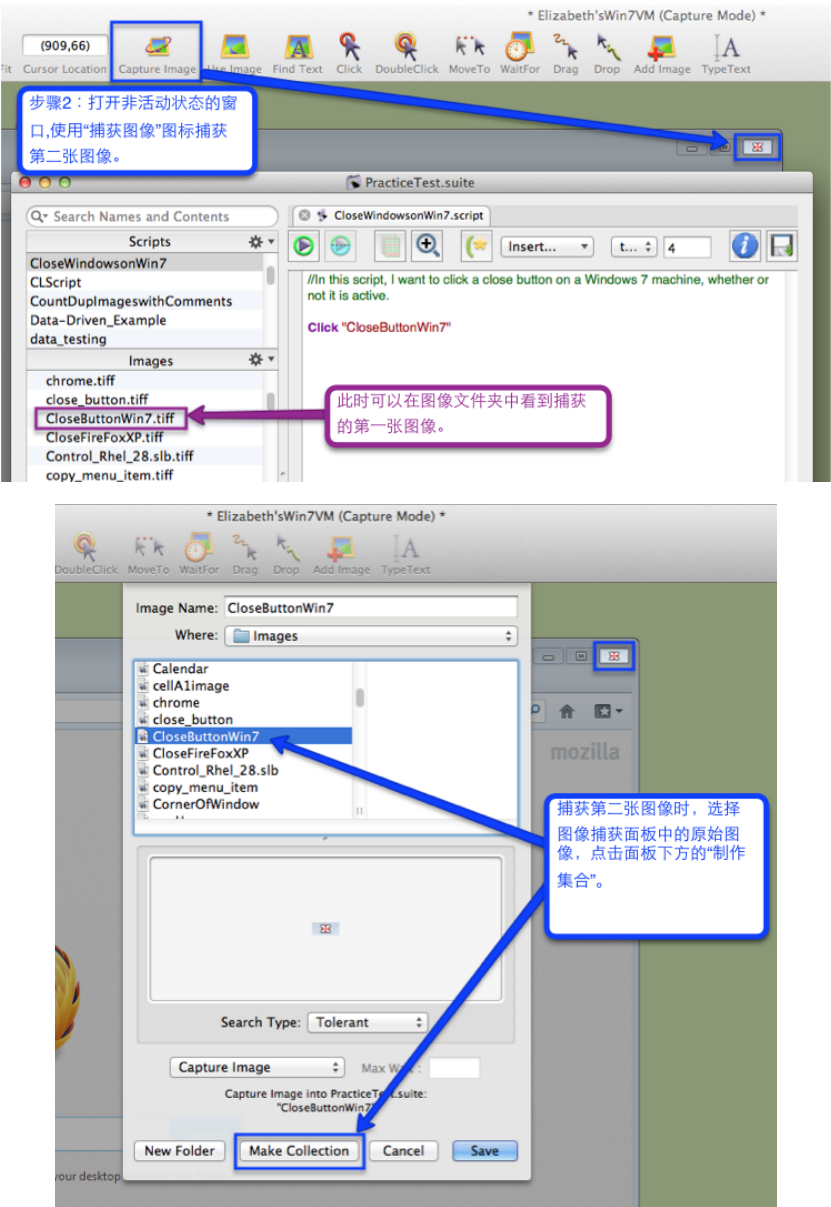 * Elizabeth'sWin7VM (Capture Mode) *
(909,66)
Fit Cursor Location Capture Image Use Image Find Text Click DoubleClick MoveTo WaitFor Drag Drop Add Image TypeText
步骤2：打开非活动状态的窗
口,使用“捕获图像”图标捕获
第二张图像。
PracticeTest.suite
Search Names and Contents
CloseWindowsonWin7.script
Scripts
Insert...
t...
4
CloseWindowsonWin7
CLScript
CountDupImageswithComments
Data-Driven_Example
data_testing
//In this script, I want to click a close button on a Windows 7 machine, whether or
not it is active.
Click "CloseButtonWin7"
Images
chrome.tiff
close_button.tiff
CloseButtonWin7.tiff
CloseFireFoxXP.tiff
Control_Rhel_28.slb.tiff
copy_menu_item.tiff
此时可以在图像文件夹中看到捕获
的第一张图像。
* Elizabeth'sWin7VM (Capture Mode) *
DoubleClick MoveTo WaitFor Drag Drop Add Image TypeText
Image Name: CloseButtonWin7
Where: Images
Calendar
cellA1image
chrome
close_button
CloseButtonWin7
CloseFireFoxXP
Control_Rhel_28.slb
copy_menu_item
CornerOfWindow
mozilla
捕获第二张图像时，选择
图像捕获面板中的原始图
像，点击面板下方的“制作
集合”。
Search Type: Tolerant
Capture Image
Max Wait :
Capture Image into PracticeTest.suite:
"CloseButtonWin7"
New Folder Make Collection Cancel Save
your desktop